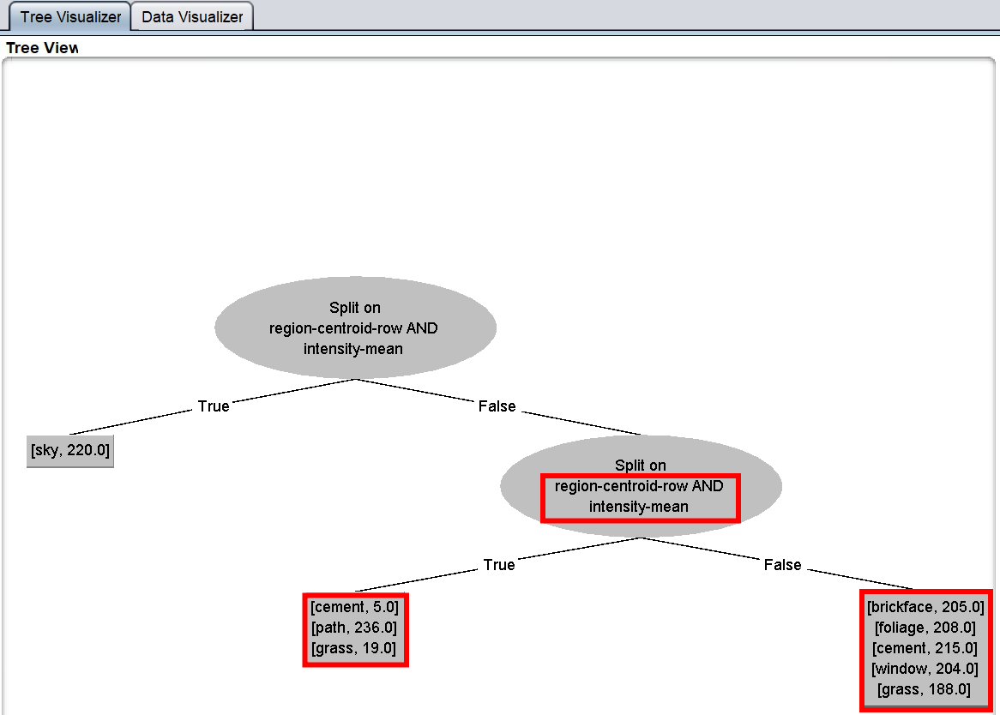 Tree Visualizer
Data Visualizer
Tree View
Split on
region-centroid-row AND
intensity-mean
True
False
[sky, 220.0]
Split on
region-centroid-row AND
intensity-mean
True
False
[cement, 5.0]
[path, 236.0]
[grass, 19.0]
[brickface, 205.0]
[foliage, 208.0]
[cement, 215.0]
[window, 204.0]
[grass, 188.0]